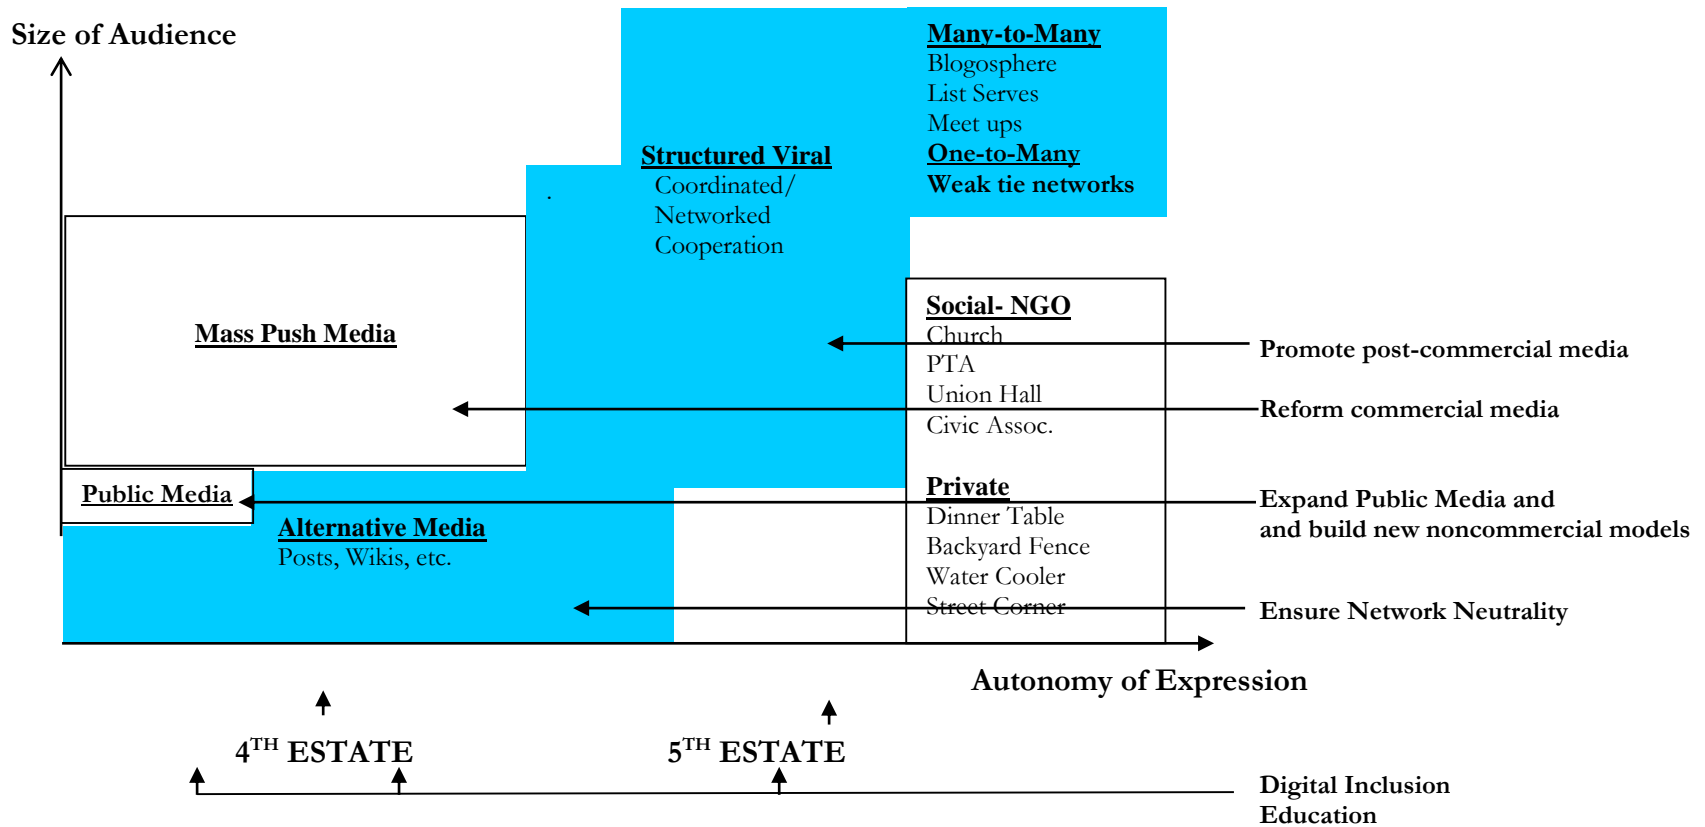 Size of Audience
Many-to-Many
Blogosphere
List Serves
Meet ups
One-to-Many
Weak tie networks
Structured Viral
Coordinated/
Networked
Cooperation
.
Mass Push Media
Social- NGO
Church
PTA
Union Hall
Civic Assoc.
Private
Dinner Table
Backyard Fence
Water Cooler
Street Corner
Public Media
Alternative Media
Posts, Wikis, etc.
Promote post-commercial media
Reform commercial media
Expand Public Media and
and build new noncommercial models
Ensure Network Neutrality
Autonomy of Expression
4TH ESTATE
5TH ESTATE
Digital Inclusion
Education